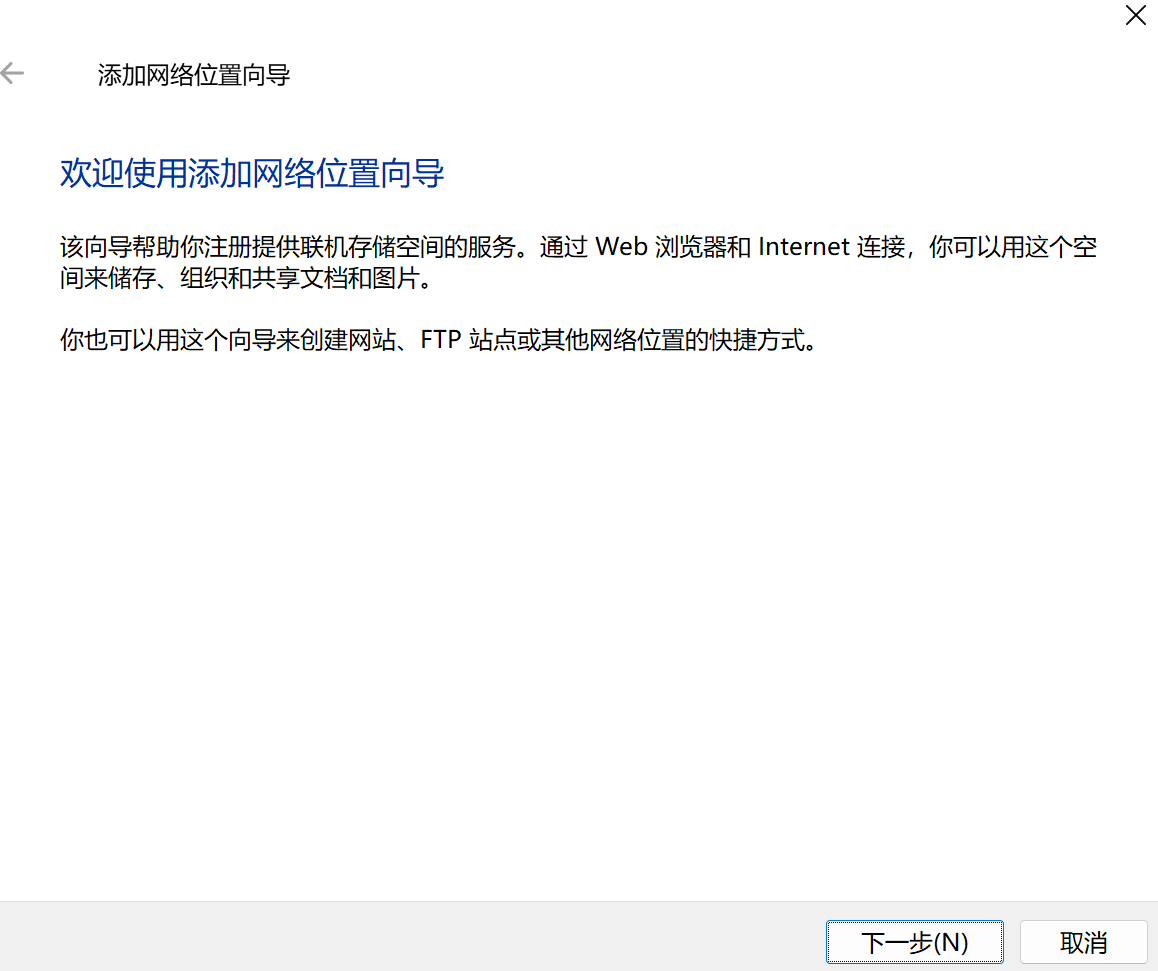 添加网络位置向导
欢迎使用添加网络位置向导
该向导帮助你注册提供联机存储空间的服务。通过 Web 浏览器和 Internet 连接，你可以用这个空
间来储存、组织和共享文档和图片。
你也可以用这个向导来创建网站、FTP 站点或其他网络位置的快捷方式。
下一步(N)
取消